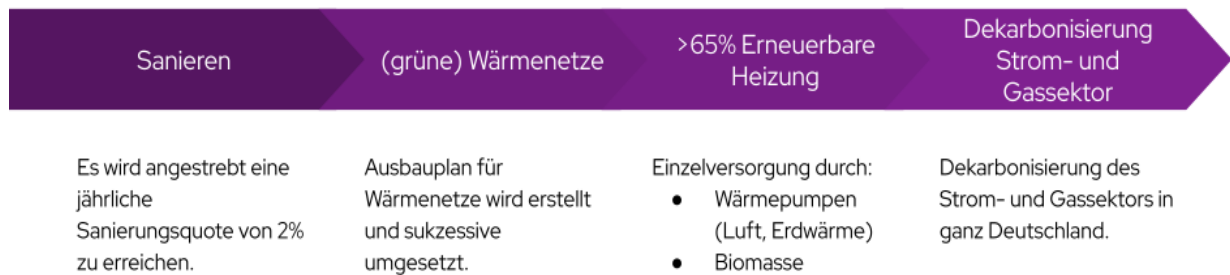 Sanieren
(grüne) Wärmenetze
>65% Erneuerbare
Heizung
Dekarbonisierung
Strom- und
Gassektor
Es wird angestrebt eine
jährliche
Sanierungsquote von 2%
zu erreichen.
Ausbauplan für
Wärmenetze wird erstellt
und sukzessive
umgesetzt.
Einzelversorgung durch:
● Wärmepumpen
(Luft, Erdwärme)
● Biomasse
Dekarbonisierung des
Strom- und Gassektors in
ganz Deutschland.